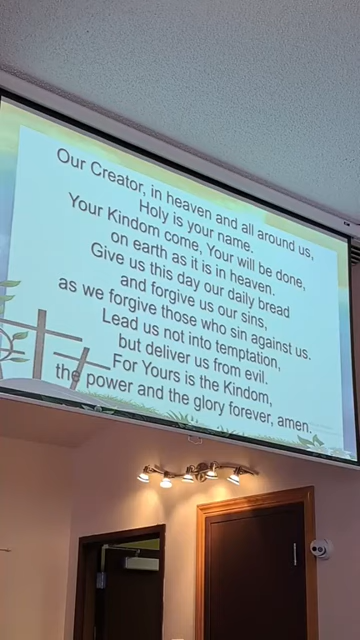 Our Creator, in heaven and all around us,
Holy is your name.
Your Kindom come, Your will be done,
on earth as it is in heaven.
Give us this day our daily bread
and forgive us our sins,
as we forgive those who sin against us.
Lead us not into temptation,
but deliver us from evil.
For Yours is the Kindom,
the power and the glory forever, amen.